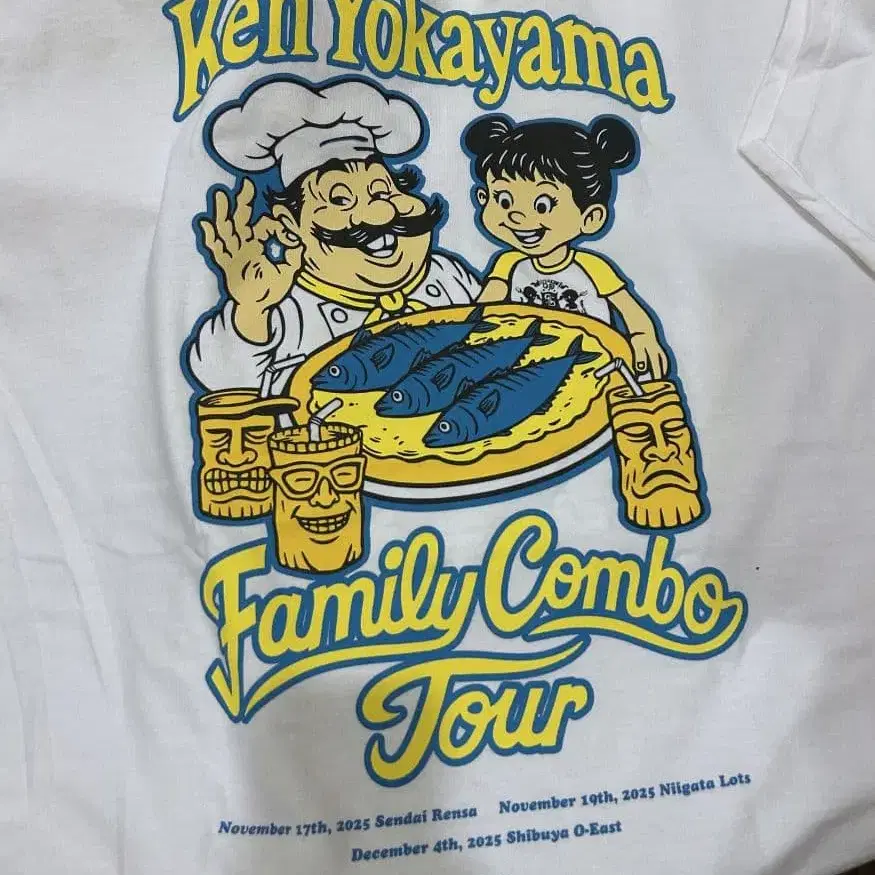 Ken Yokayama
Family Combo
Tour
November 17th, 2025 Sendai Rensa November 19th, 2025 Niigata Lots
December 4th, 2025 Shibuya O-East